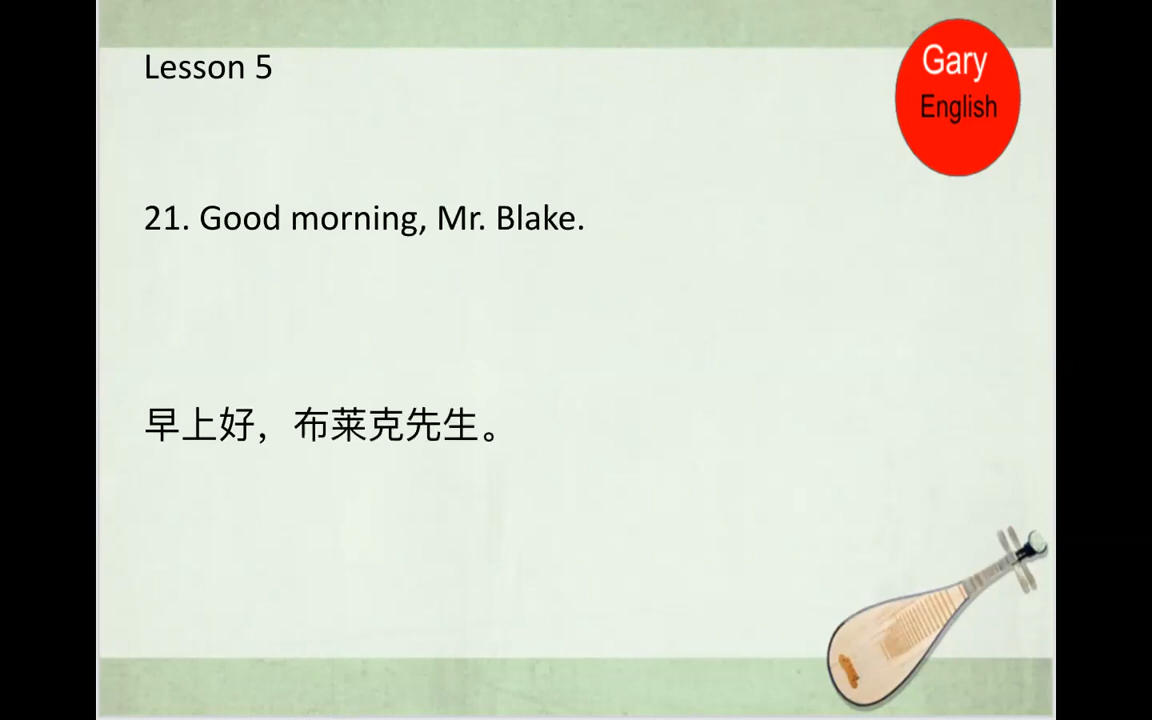 Lesson 5
Gary
English
21. Good morning, Mr. Blake.
早上好，布莱克先生。